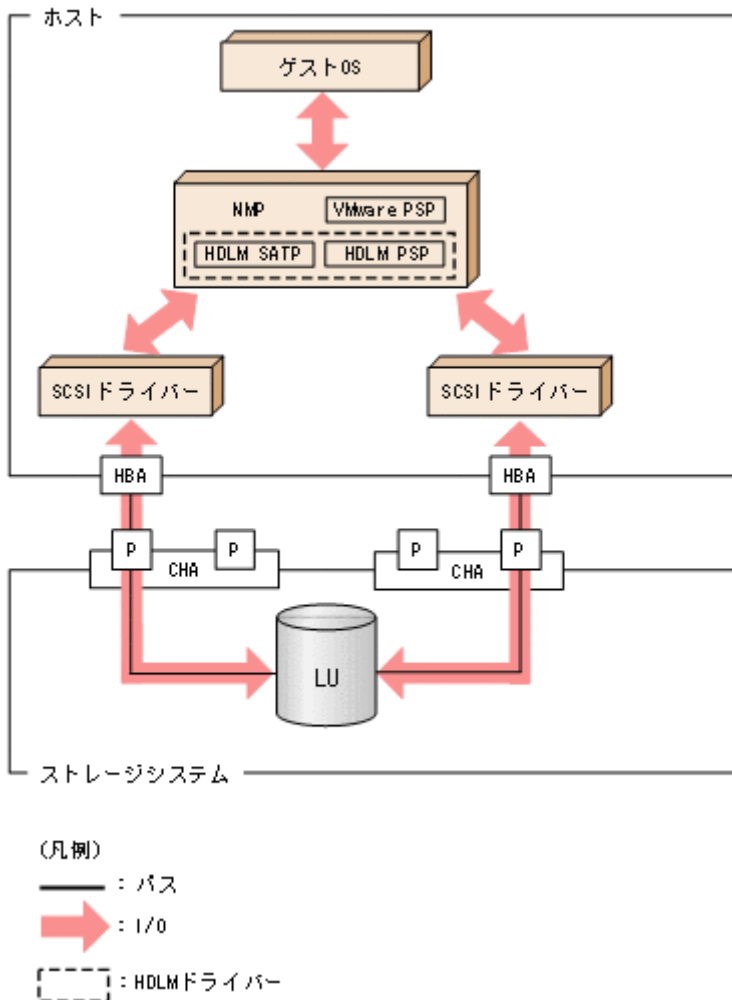 ホスト
ゲストOS
NMP
VMware PSP
HDLM SATP
HDLM PSP
SCSIドライバー
SCSIドライバー
HBA
HBA
P
P
P
P
CHA
CHA
LU
ストレージシステム
(凡例)
：パス
：I/O
：HDLMドライバー